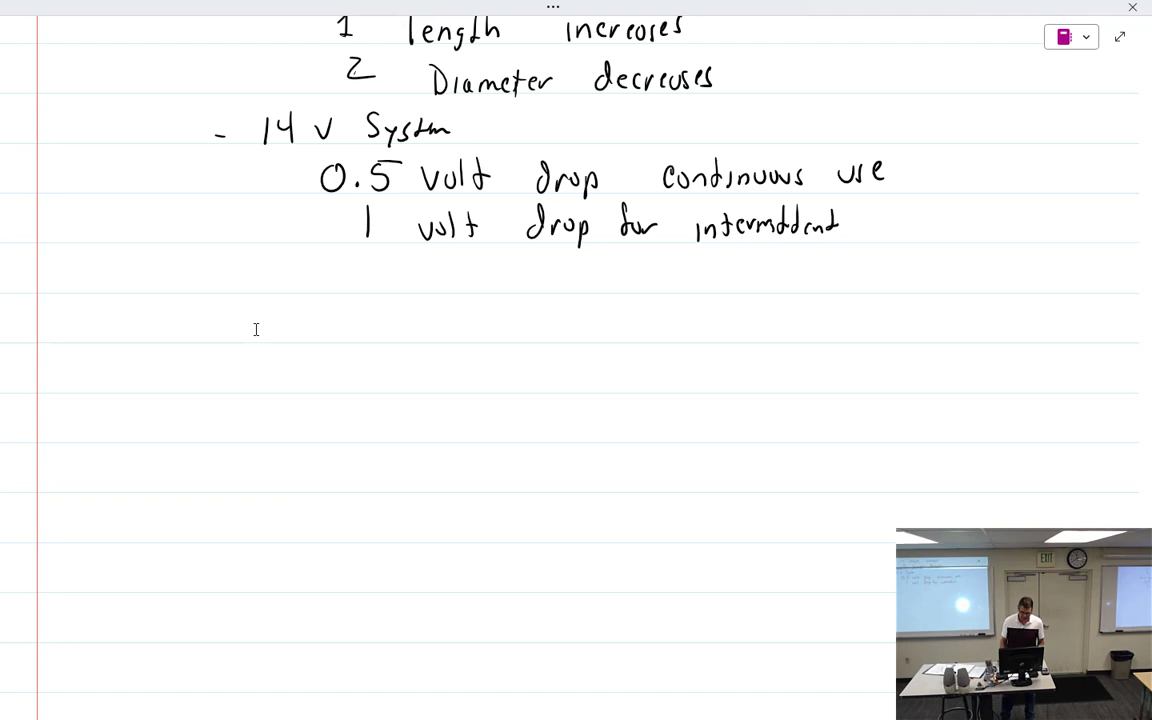 1 length increases
2 Diameter decreases
- 14 v System
0.5 volt drop continuous use
1 volt drop for intermittent
EXIT